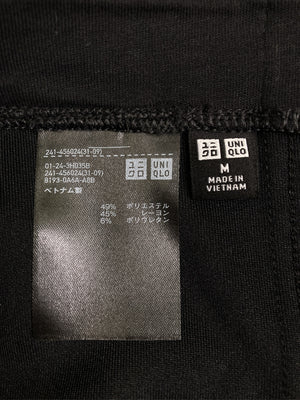 241-456024(31-09)
01-24-3H035B
241-456024(31-09)
8193-0A6A-A0B
ベトナム製
ユニ
クロ
UNI
QLO
49% ポリエステル
45% レーヨン
6% ポリウレタン
ユニ
クロ
UNI
QLO
M
MADE IN
VIETNAM